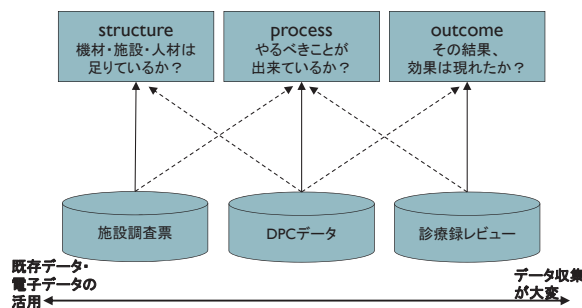 structure
機材・施設・人材は
足りているか？
process
やるべきことが
出来ているか？
outcome
その結果、
効果は現れたか？
施設調査票
DPCデータ
診療録レビュー
既存データ・
電子データの
活用
データ収集
が大変